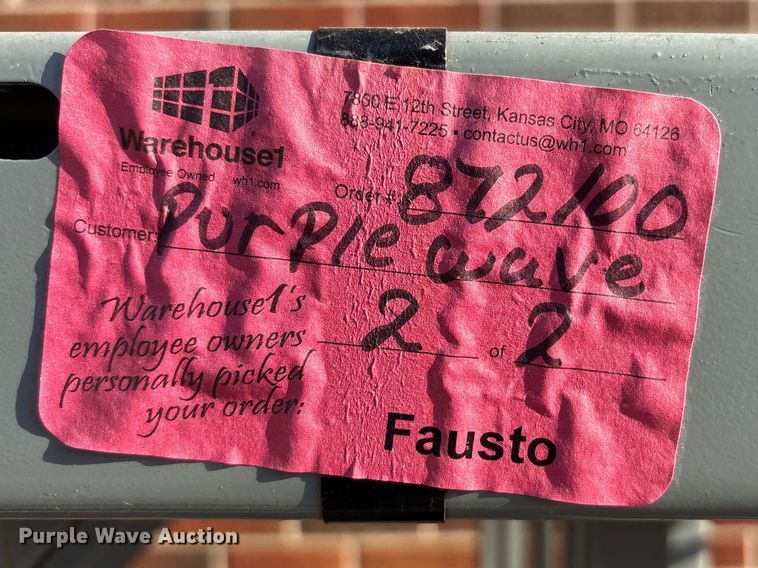 7850 E 12th Street, Kansas City, MO 64126
888-941-7225 • contactus@wh1.com
Warehouse1
Employee Owned wh1.com
Order #: 872100
Customer: Purple wave
Warehouse1's
employee owners
personally picked
your order:
2 of 2
Fausto
Purple Wave Auction